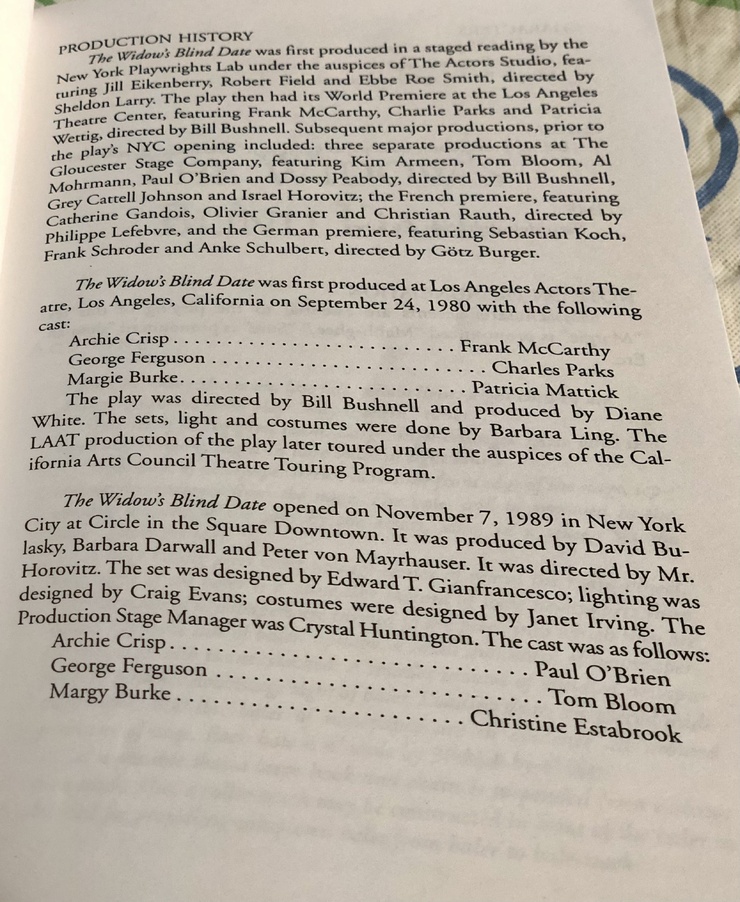 PRODUCTION HISTORY
The Widow's Blind Date was first produced in a staged reading by the
New York Playwrights Lab under the auspices of The Actors Studio, fea-
turing Jill Eikenberry, Robert Field and Ebbe Roe Smith, directed by
Sheldon Larry. The play then had its World Premiere at the Los Angeles
Theatre Center, featuring Frank McCarthy, Charlie Parks and Patricia
Wettig, directed by Bill Bushnell. Subsequent major productions, prior to
the play's NYC opening included: three separate productions at The
Gloucester Stage Company, featuring Kim Armeen, Tom Bloom, Al
Mohrmann, Paul O'Brien and Dossy Peabody, directed by Bill Bushnell,
Grey Cattell Johnson and Israel Horovitz; the French premiere, featuring
Catherine Gandois, Olivier Granier and Christian Rauth, directed by
Philippe Lefebvre, and the German premiere, featuring Sebastian Koch,
Frank Schroder and Anke Schulbert, directed by Götz Burger.
The Widow's Blind Date was first produced at Los Angeles Actors The-
atre, Los Angeles, California on September 24, 1980 with the following
cast:
Archie Crisp . . . . . . . . . . . . . . . . . . . . . . . . . Frank McCarthy
George Ferguson . . . . . . . . . . . . . . . . . . . . . . . . . Charles Parks
Margie Burke. . . . . . . . . . . . . . . . . . . . . . . . . . Patricia Mattick
The play was directed by Bill Bushnell and produced by Diane
White. The sets, light and costumes were done by Barbara Ling. The
LAAT production of the play later toured under the auspices of the Cal-
ifornia Arts Council Theatre Touring Program.
The Widow's Blind Date opened on November 7, 1989 in New York
City at Circle in the Square Downtown. It was produced by David Bu-
lasky, Barbara Darwall and Peter von Mayrhauser. It was directed by Mr.
Horovitz. The set was designed by Edward T. Gianfrancesco; lighting was
designed by Craig Evans; costumes were designed by Janet Irving. The
Production Stage Manager was Crystal Huntington. The cast was as follows:
Archie Crisp . . . . . . . . . . . . . . . . . . . . . . . . . . . . . Paul O'Brien
George Ferguson . . . . . . . . . . . . . . . . . . . . . . . . . . . Tom Bloom
Margy Burke . . . . . . . . . . . . . . . . . . . . . . . Christine Estabrook